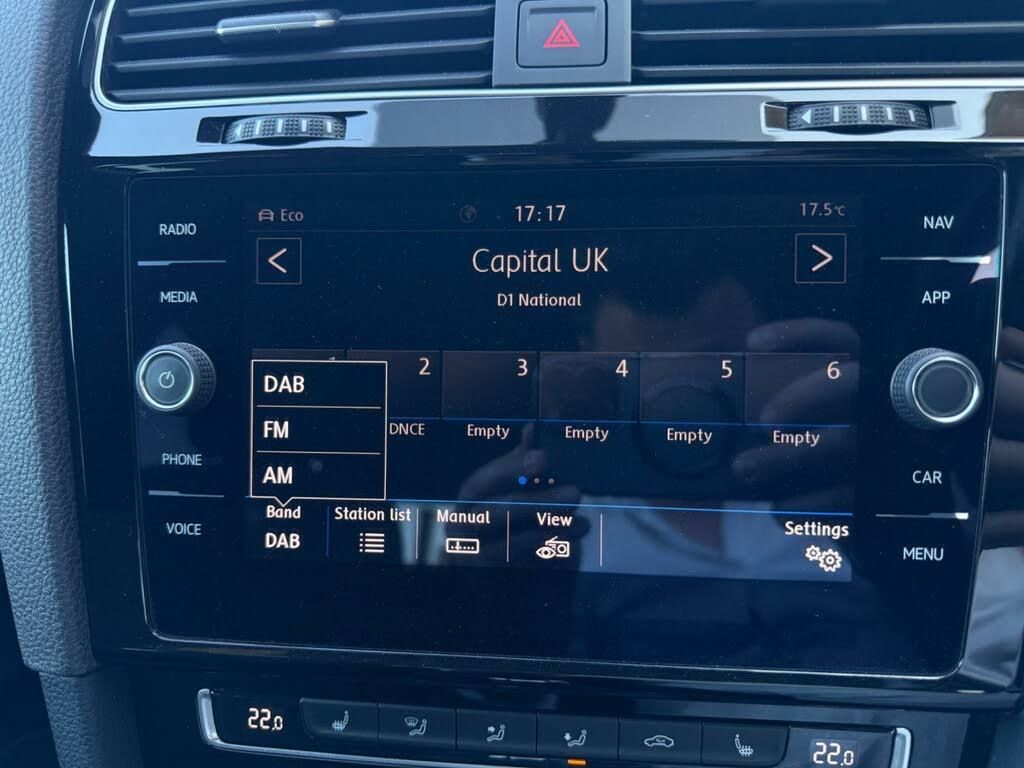 Eco
17:17
17.5°C
<
Capital UK
>
D1 National
RADIO
MEDIA
PHONE
VOICE
NAV
APP
CAR
MENU
2
3
4
5
6
DNCE
Empty
Empty
Empty
Empty
DAB
FM
AM
Band
DAB
Station list
Manual
View
Settings
22.0
22.0